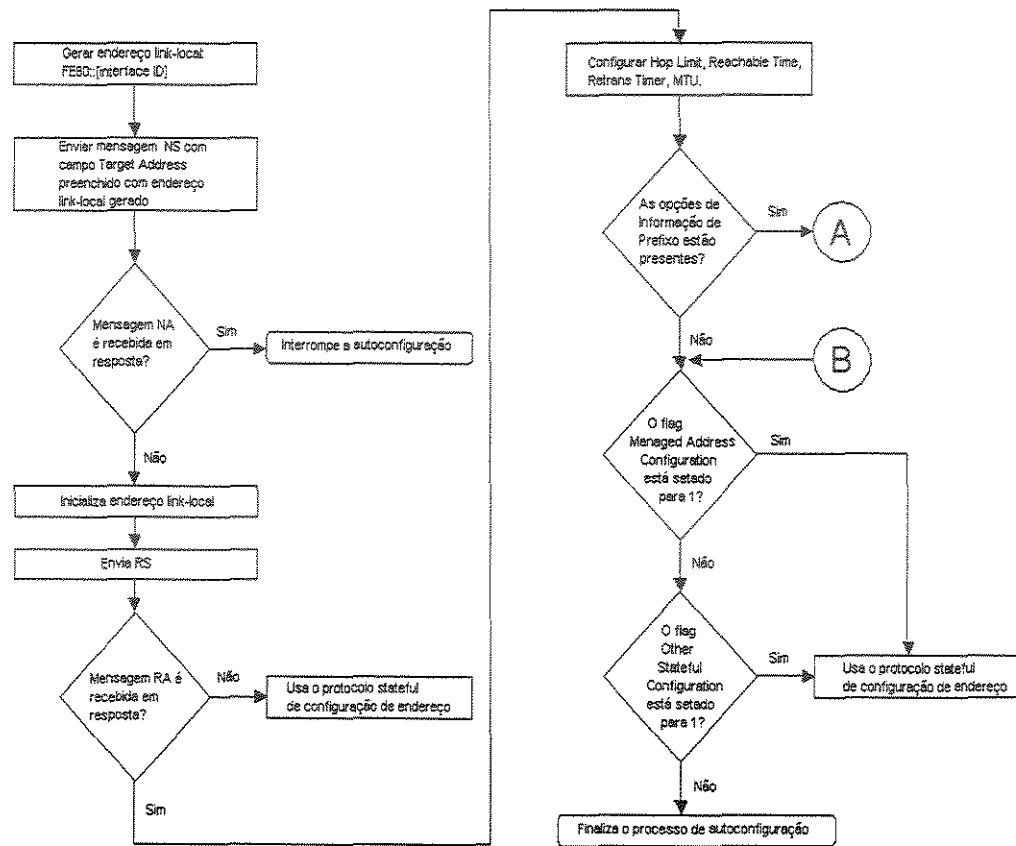 Gerar endereço link-local
FE80::[interface ID]
Enviar mensagem NS com
campo Target Address
preenchido com endereço
link-local gerado
Mensagem NA
é recebida em
resposta?
Sim
Interrompe a autoconfiguração
Não
Inicializa endereço link-local
Envia RS
Mensagem RA é
recebida em
resposta?
Não
Usa o protocolo stateful
de configuração de endereço
Sim
Configurar Hop Limit, Reachable Time,
Retrans Timer, MTU.
As opções de
Informação de
Prefixo estão
presentes?
Sim
A
Não
B
O flag
Managed Address
Configuration
está setado
para 1?
Sim
Não
O flag
Other
Stateful
Configuration
está setado
para 1?
Sim
Usa o protocolo stateful
de configuração de endereço
Não
Finaliza o processo de autoconfiguração